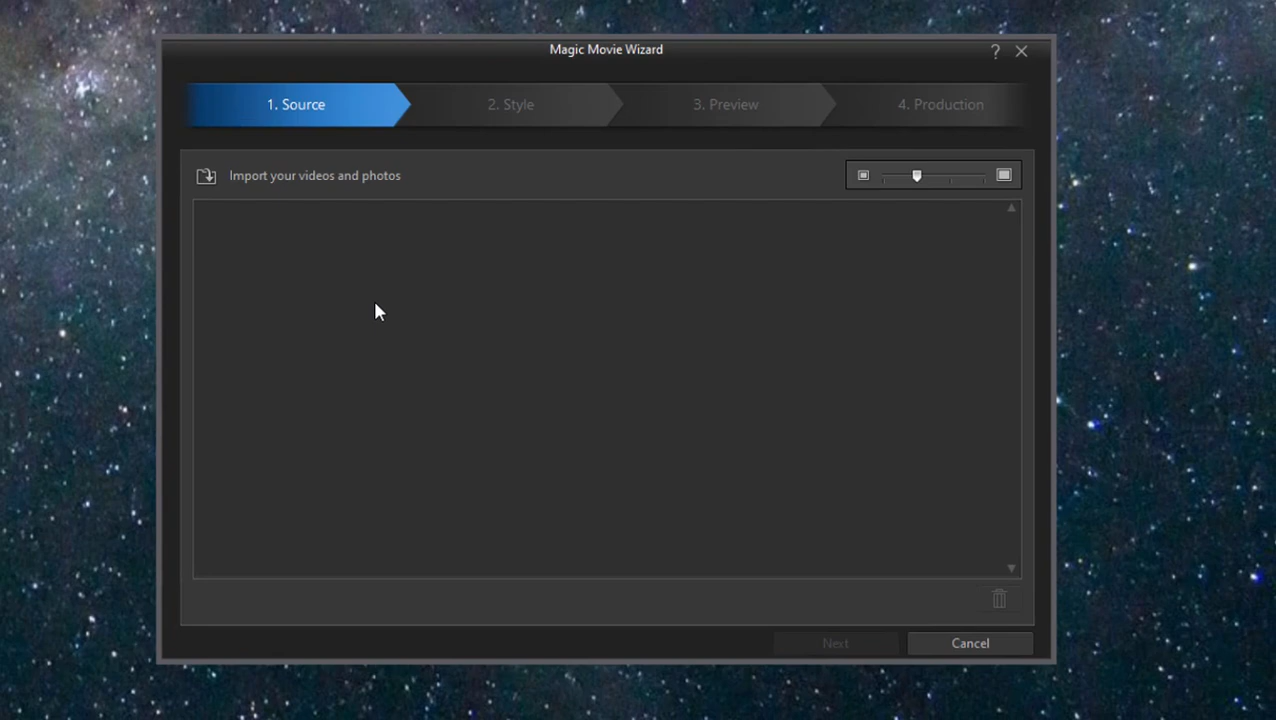 Magic Movie Wizard
?
1. Source
2. Style
3. Preview
4. Production
Import your videos and photos
Next
Cancel